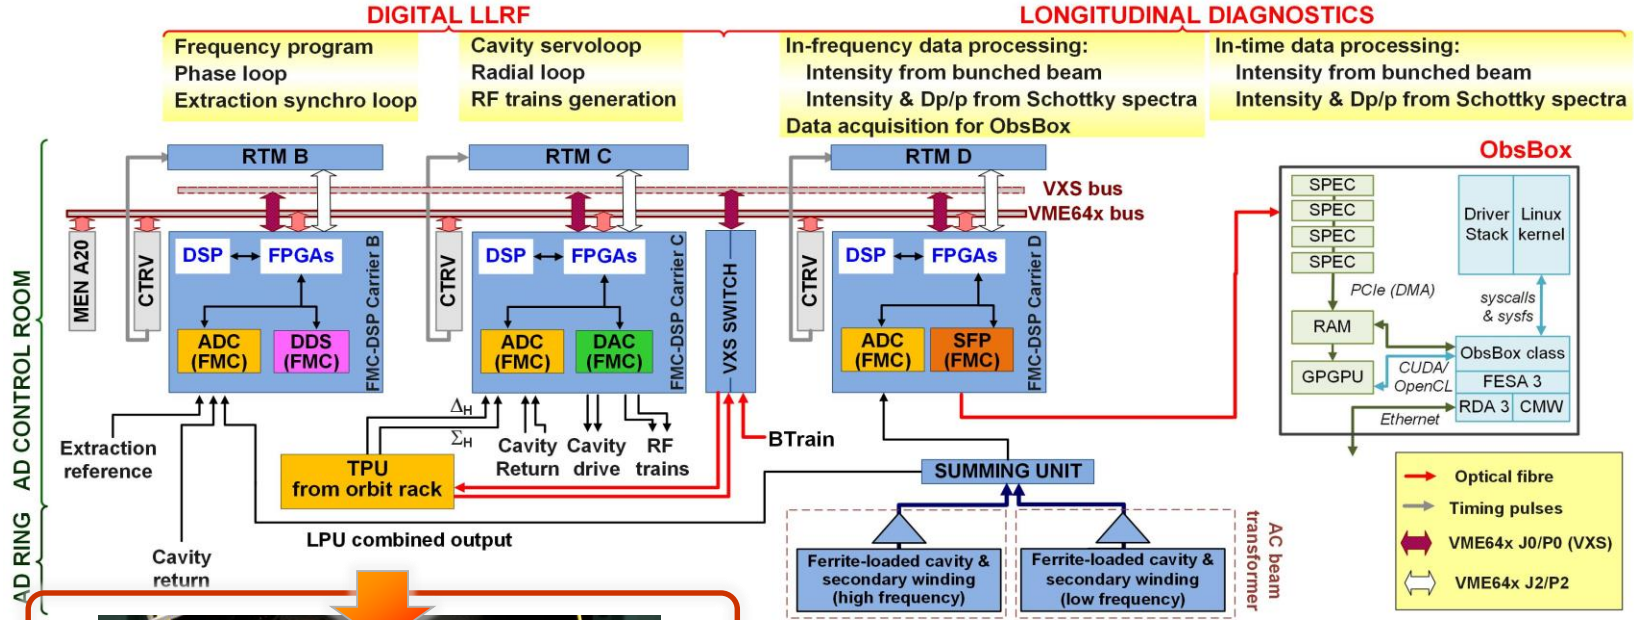 DIGITAL LLRF
LONGITUDINAL DIAGNOSTICS
Frequency program
Phase loop
Extraction synchro loop
Cavity servoloop
Radial loop
RF trains generation
In-frequency data processing:
Intensity from bunched beam
Intensity & Dp/p from Schottky spectra
Data acquisition for ObsBox
In-time data processing:
Intensity from bunched beam
Intensity & Dp/p from Schottky spectra
AD CONTROL ROOM
AD RING
RTM B
RTM C
RTM D
VXS bus
VME64x bus
MEN A20
CTRV
DSP
FPGAs
ADC
(FMC)
DDS
(FMC)
FMC-DSP Carrier B
CTRV
DSP
FPGAs
ADC
(FMC)
DAC
(FMC)
FMC-DSP Carrier C
VXS SWITCH
CTRV
DSP
FPGAs
ADC
(FMC)
SFP
(FMC)
FMC-DSP Carrier D
ObsBox
SPEC
SPEC
SPEC
SPEC
PCIe (DMA)
RAM
GPGPU
Driver
Stack
Linux
kernel
syscalls
& sysfs
ObsBox class
FESA 3
RDA 3
CMW
CUDA/
OpenCL
Ethernet
Extraction
reference
Cavity
return
ΔH
ΣH
TPU
from orbit rack
Cavity
Return
Cavity
drive
RF
trains
BTrain
LPU combined output
SUMMING UNIT
Ferrite-loaded cavity &
secondary winding
(high frequency)
Ferrite-loaded cavity &
secondary winding
(low frequency)
AC beam
transformer
Optical fibre
Timing pulses
VME64x J0/P0 (VXS)
VME64x J2/P2